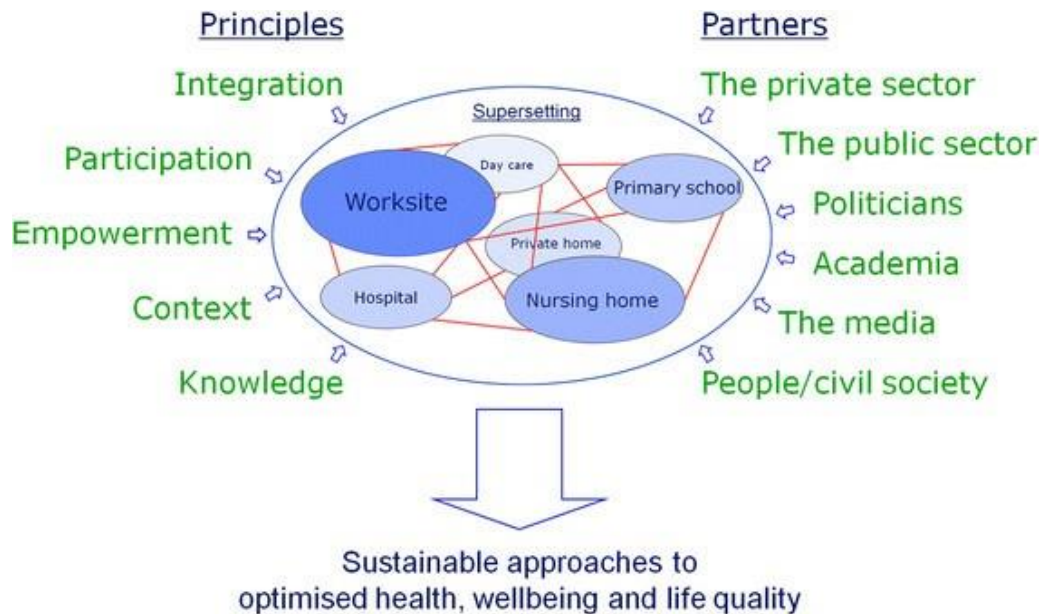 Principles
Partners
Integration
Participation
Empowerment
Context
Knowledge
Supersetting
Day care
Worksite
Primary school
Private home
Hospital
Nursing home
The private sector
The public sector
Politicians
Academia
The media
People/civil society
Sustainable approaches to
optimised health, wellbeing and life quality